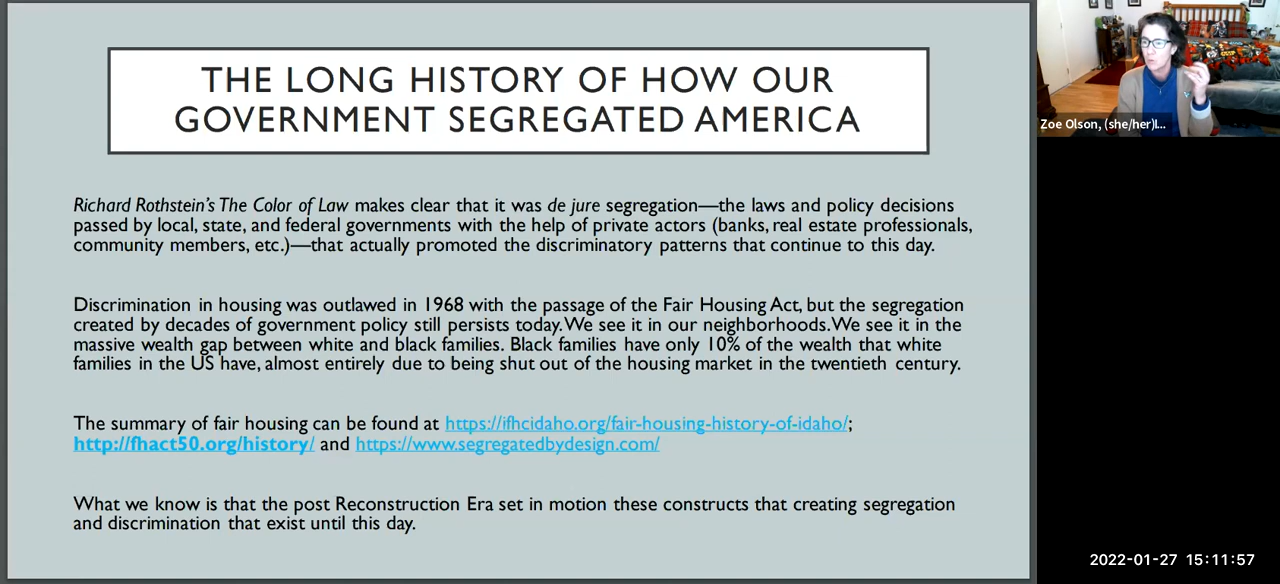 THE LONG HISTORY OF HOW OUR
GOVERNMENT SEGREGATED AMERICA
Richard Rothstein's The Color of Law makes clear that it was de jure segregation—the laws and policy decisions
passed by local, state, and federal governments with the help of private actors (banks, real estate professionals,
community members, etc.)—that actually promoted the discriminatory patterns that continue to this day.
Discrimination in housing was outlawed in 1968 with the passage of the Fair Housing Act, but the segregation
created by decades of government policy still persists today. We see it in our neighborhoods. We see it in the
massive wealth gap between white and black families. Black families have only 10% of the wealth that white
families in the US have, almost entirely due to being shut out of the housing market in the twentieth century.
The summary of fair housing can be found at https://ifhcidaho.org/fair-housing-history-of-idaho/;
http://fhact50.org/history/ and https://www.segregatedbydesign.com/
What we know is that the post Reconstruction Era set in motion these constructs that creating segregation
and discrimination that exist until this day.
Zoe Olson, (she/her)I...
2022-01-27 15:11:57